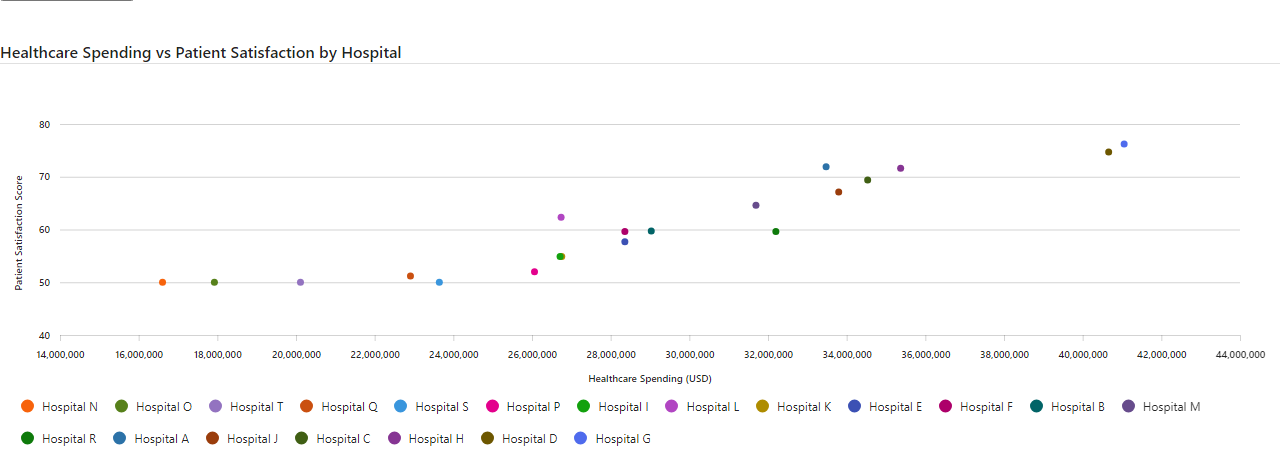 Healthcare Spending vs Patient Satisfaction by Hospital
80
70
60
50
40
Patient Satisfaction Score
14,000,000 16,000,000 18,000,000 20,000,000 22,000,000 24,000,000 26,000,000 28,000,000 30,000,000 32,000,000 34,000,000 36,000,000 38,000,000 40,000,000 42,000,000 44,000,000
Healthcare Spending (USD)
Hospital N Hospital O Hospital T Hospital Q Hospital S Hospital P Hospital I Hospital L Hospital K Hospital E Hospital F Hospital B Hospital M
Hospital R Hospital A Hospital J Hospital C Hospital H Hospital D Hospital G